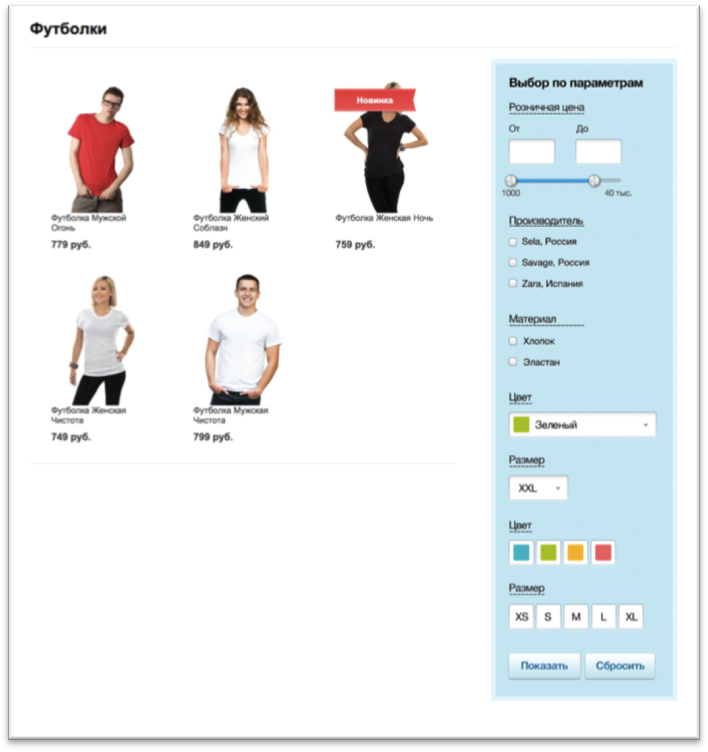 Футболки
Новинка
Футболка Мужской
Огонь
779 руб.
Футболка Женский
Соблазн
849 руб.
Футболка Женская Ночь
759 руб.
Футболка Женская
Чистота
749 руб.
Футболка Мужская
Чистота
799 руб.
Выбор по параметрам
Розничная цена
От До
1000 40 тыс.
Производитель
Sela, Россия
Savage, Россия
Zara, Испания
Материал
Хлопок
Эластан
Цвет
Зеленый
Размер
XXL
Цвет
Размер
XS S M L XL
Показать Сбросить